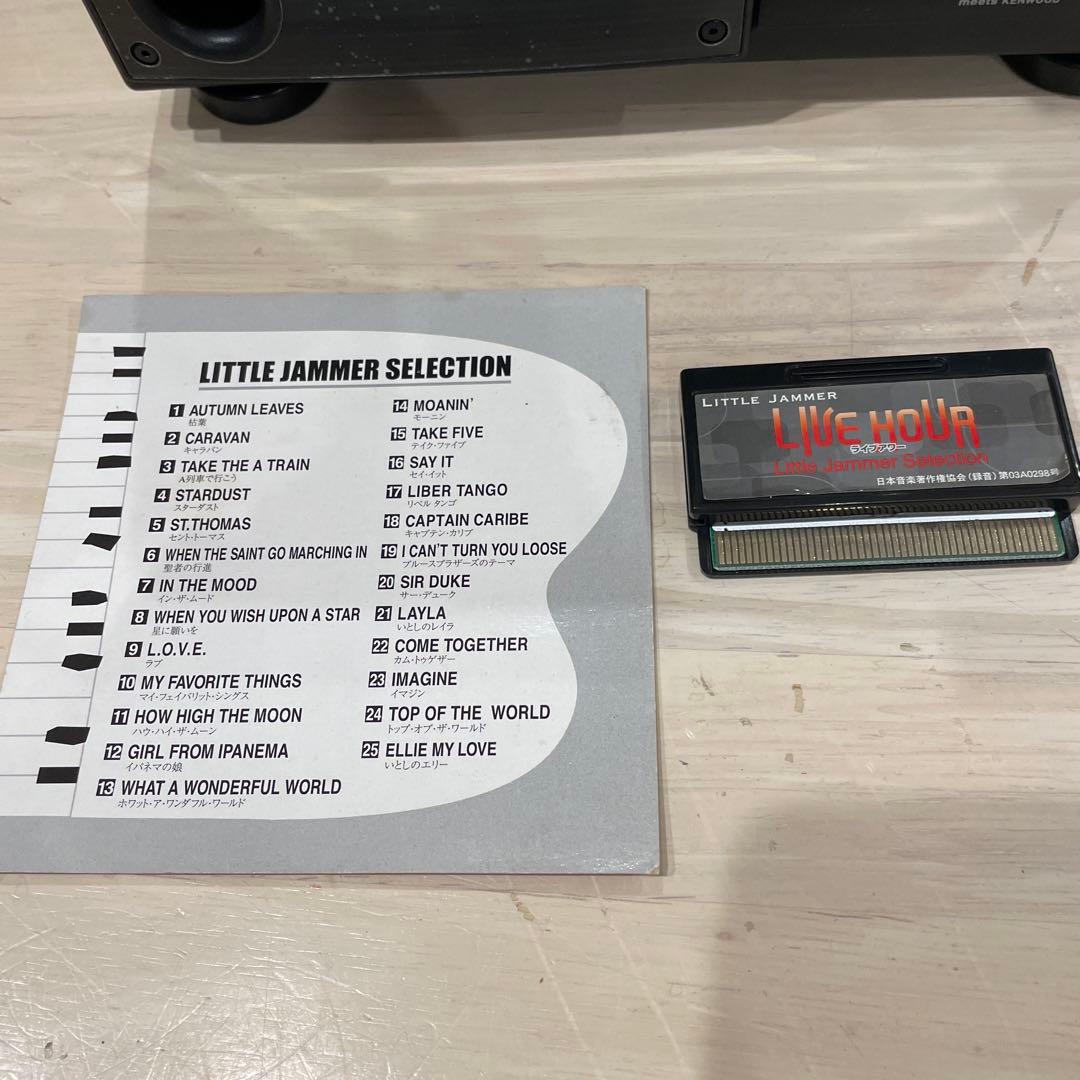 meets KENWOOD
LITTLE JAMMER SELECTION
1 AUTUMN LEAVES
枯葉
2 CARAVAN
キャラバン
3 TAKE THE A TRAIN
A列車で行こう
4 STARDUST
スターダスト
5 ST.THOMAS
セント・トーマス
6 WHEN THE SAINT GO MARCHING IN
聖者の行進
7 IN THE MOOD
イン・ザ・ムード
8 WHEN YOU WISH UPON A STAR
星に願いを
9 L.O.V.E.
ラブ
10 MY FAVORITE THINGS
マイ・フェイバリット・シングス
11 HOW HIGH THE MOON
ハウ・ハイ・ザ・ムーン
12 GIRL FROM IPANEMA
イパネマの娘
13 WHAT A WONDERFUL WORLD
ホワット・ア・ワンダフル・ワールド
14 MOANIN'
モーニン
15 TAKE FIVE
テイク・ファイブ
16 SAY IT
セイ・イット
17 LIBER TANGO
リベル タンゴ
18 CAPTAIN CARIBE
キャプテン・カリブ
19 I CAN'T TURN YOU LOOSE
ブルースブラザーズのテーマ
20 SIR DUKE
サー・デューク
21 LAYLA
いとしのレイラ
22 COME TOGETHER
カム・トゥゲザー
23 IMAGINE
イマジン
24 TOP OF THE WORLD
トップ・オブ・ザ・ワールド
25 ELLIE MY LOVE
いとしのエリー
LITTLE JAMMER
LIVE HOUR
ライブアワー
Little Jammer Selection
日本音楽著作権協会(録音)第03A0298号